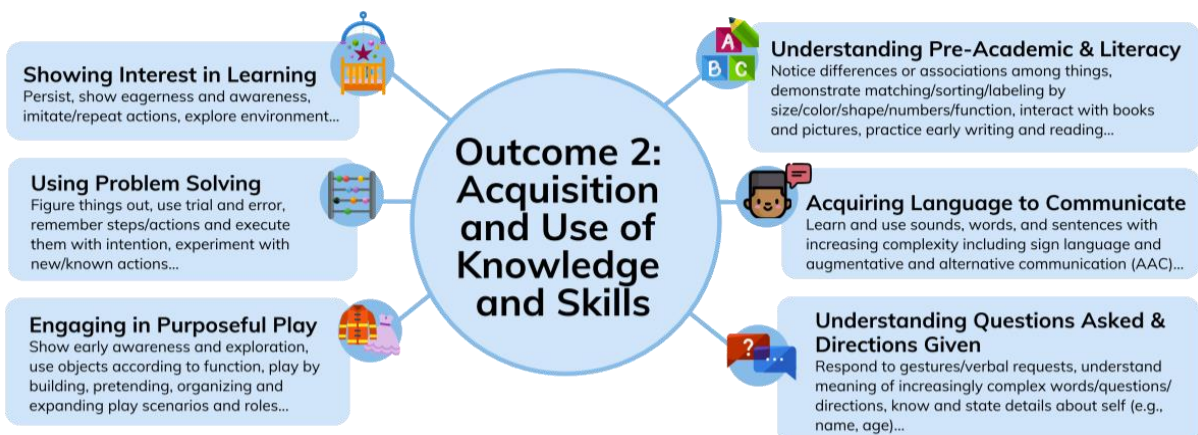 Showing Interest in Learning
Persist, show eagerness and awareness,
imitate/repeat actions, explore environment...
Using Problem Solving
Figure things out, use trial and error,
remember steps/actions and execute
them with intention, experiment with
new/known actions...
Engaging in Purposeful Play
Show early awareness and exploration,
use objects according to function, play by
building, pretending, organizing and
expanding play scenarios and roles...
Outcome 2:
Acquisition
and Use of
Knowledge
and Skills
A
B C
Understanding Pre-Academic & Literacy
Notice differences or associations among things,
demonstrate matching/sorting/labeling by
size/color/shape/numbers/function, interact with books
and pictures, practice early writing and reading...
Acquiring Language to Communicate
Learn and use sounds, words, and sentences with
increasing complexity including sign language and
augmentative and alternative communication (AAC)...
? ...
Understanding Questions Asked &
Directions Given
Respond to gestures/verbal requests, understand
meaning of increasingly complex words/questions/
directions, know and state details about self (e.g.,
name, age)...